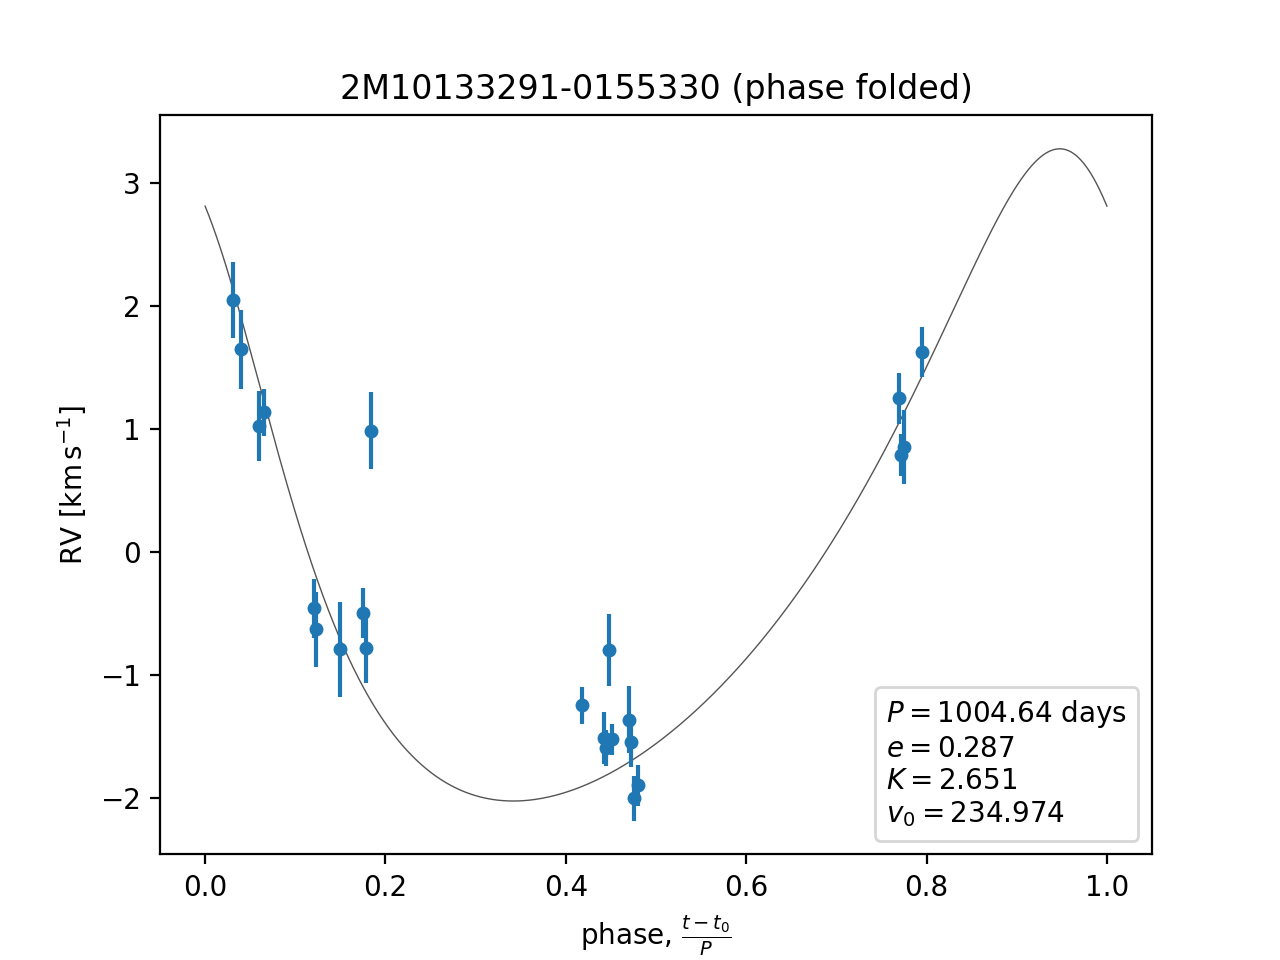 2M10133291-0155330 (phase folded)
3
2
1
0
−1
−2
RV [km s⁻¹]
P = 1004.64 days
e = 0.287
K = 2.651
v₀ = 234.974
0.0 0.2 0.4 0.6 0.8 1.0
phase, (t − t₀)/P